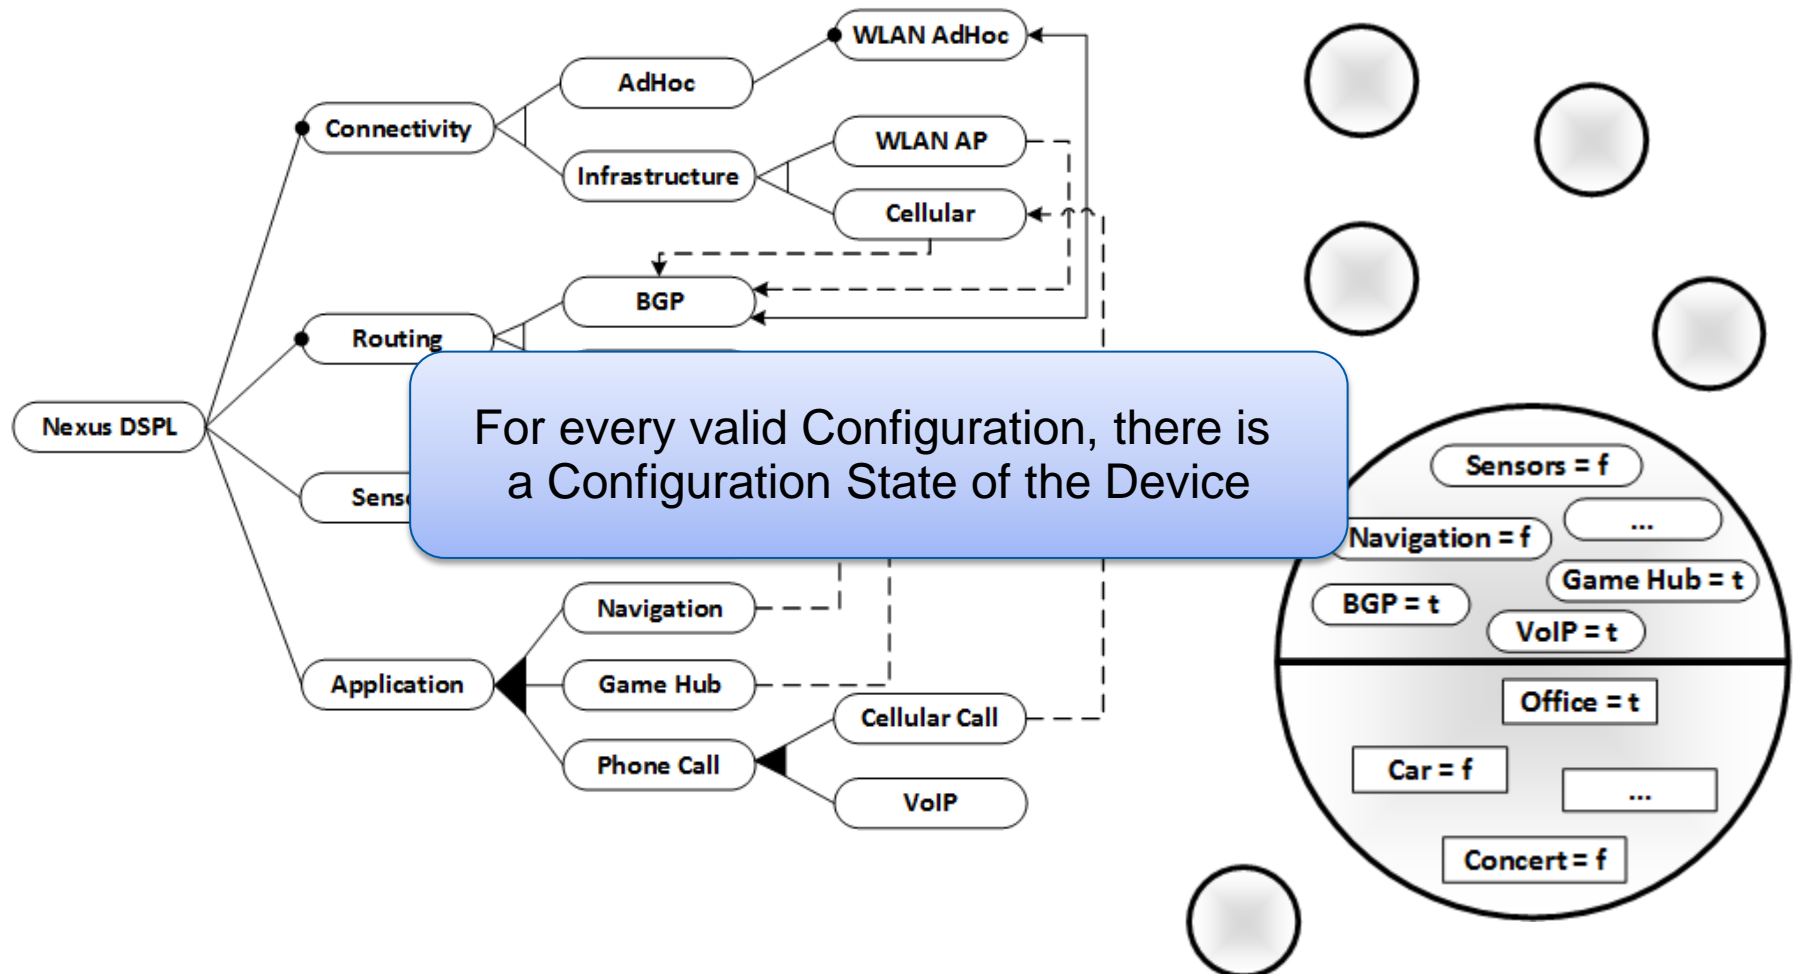 WLAN AdHoc
AdHoc
Connectivity
WLAN AP
Infrastructure
Cellular
BGP
Routing
Nexus DSPL
For every valid Configuration, there is
a Configuration State of the Device
Navigation
Game Hub
Application
Cellular Call
Phone Call
VoIP
Sensors = f
...
Navigation = f
Game Hub = t
BGP = t
VoIP = t
Office = t
Car = f
...
Concert = f